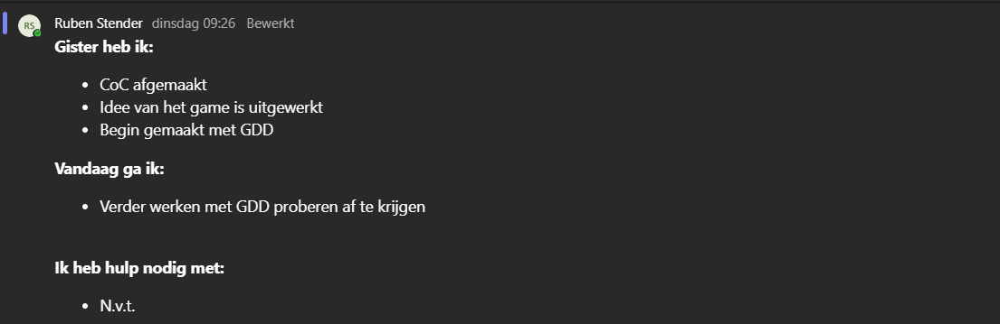 RS
Ruben Stender dinsdag 09:26 Bewerkt
Gister heb ik:
CoC afgemaakt
Idee van het game is uitgewerkt
Begin gemaakt met GDD
Vandaag ga ik:
Verder werken met GDD proberen af te krijgen
Ik heb hulp nodig met:
N.v.t.